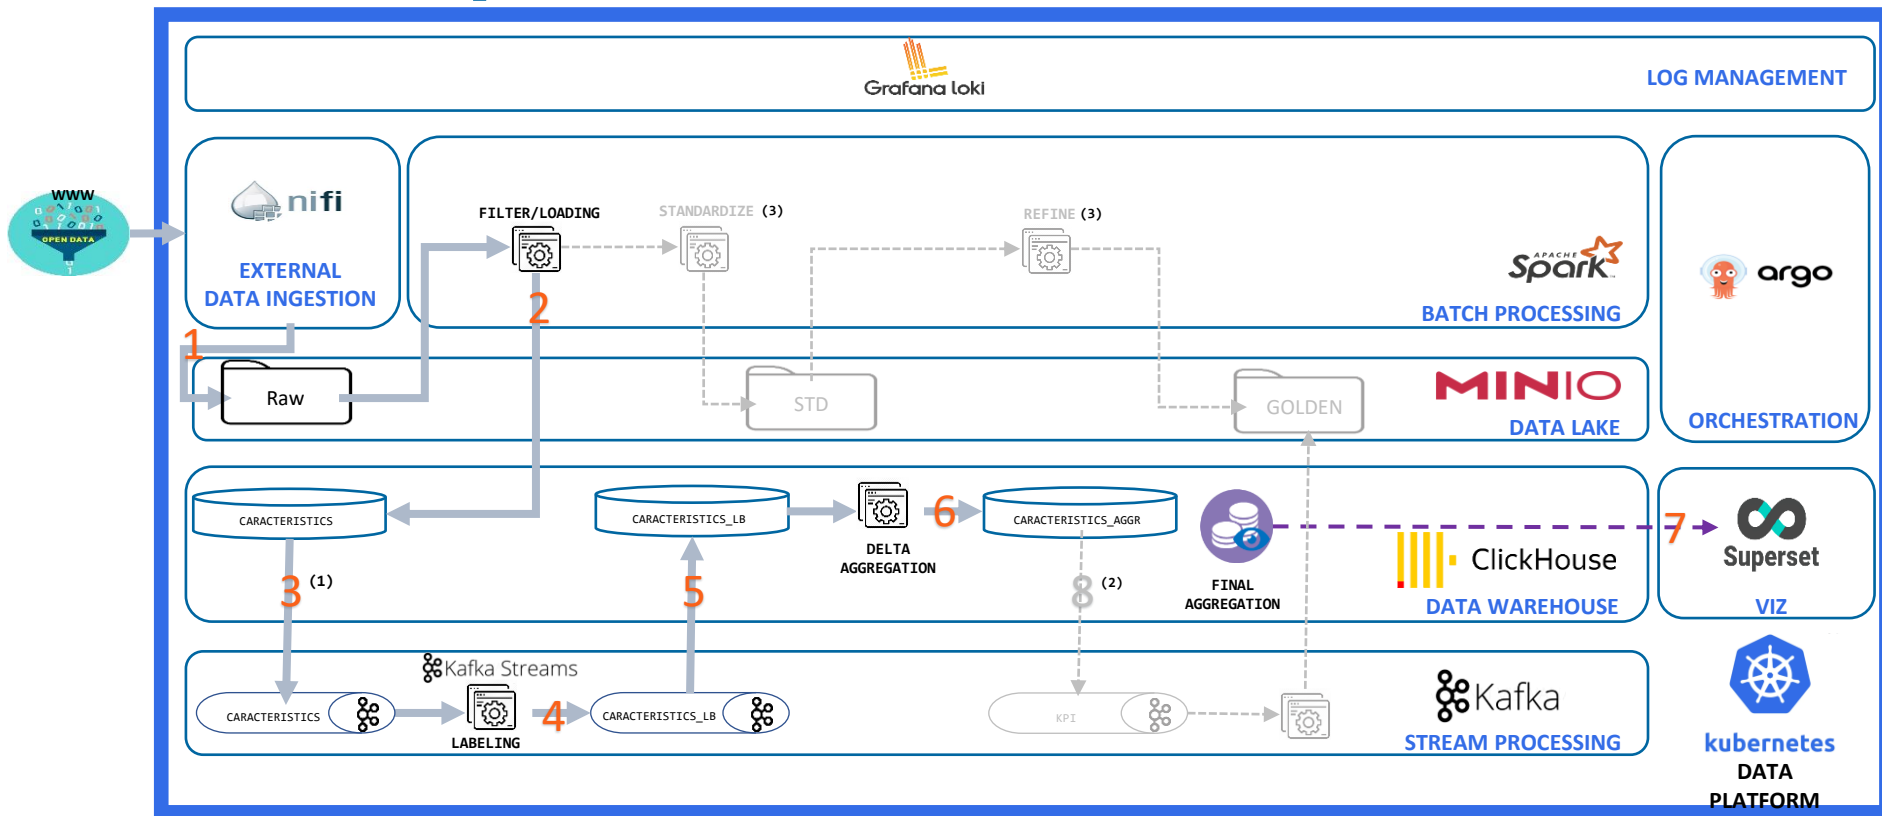 Grafana loki
LOG MANAGEMENT
WWW
OPEN DATA
nifi
EXTERNAL
DATA INGESTION
FILTER/LOADING
STANDARDIZE (3)
REFINE (3)
APACHE
Spark
BATCH PROCESSING
argo
ORCHESTRATION
1
2
Raw
STD
GOLDEN
MINIO
DATA LAKE
CARACTERISTICS
CARACTERISTICS_LB
DELTA
AGGREGATION
6
CARACTERISTICS_AGGR
FINAL
AGGREGATION
7
ClickHouse
DATA WAREHOUSE
Superset
VIZ
3 (1)
5
8 (2)
Kafka Streams
CARACTERISTICS
LABELING
4
CARACTERISTICS_LB
KPI
Kafka
STREAM PROCESSING
kubernetes
DATA
PLATFORM